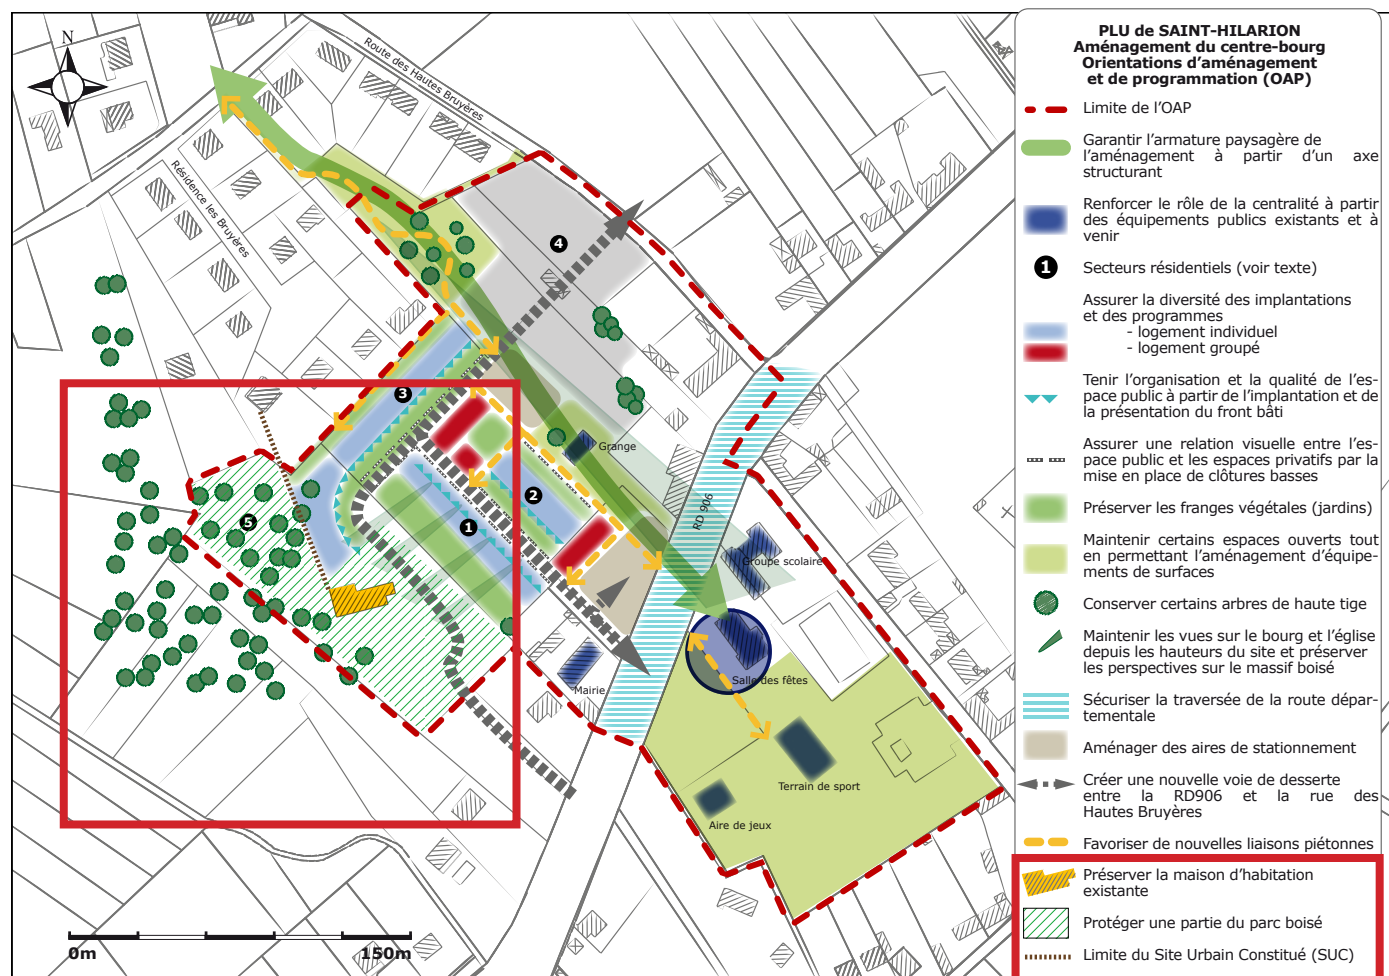 PLU de SAINT-HILARION
Aménagement du centre-bourg
Orientations d'aménagement
et de programmation (OAP)
Limite de l'OAP
Garantir l'armature paysagère de
l'aménagement à partir d'un axe
structurant
Renforcer le rôle de la centralité à partir
des équipements publics existants et à
venir
1
Secteurs résidentiels (voir texte)
Assurer la diversité des implantations
et des programmes
- logement individuel
- logement groupé
Tenir l'organisation et la qualité de l'es-
pace public à partir de l'implantation et de
la présentation du front bâti
Assurer une relation visuelle entre l'es-
pace public et les espaces privatifs par la
mise en place de clôtures basses
Préserver les franges végétales (jardins)
Maintenir certains espaces ouverts tout
en permettant l'aménagement d'équipe-
ments de surfaces
Conserver certains arbres de haute tige
Maintenir les vues sur le bourg et l'église
depuis les hauteurs du site et préserver
les perspectives sur le massif boisé
Sécuriser la traversée de la route dépar-
tementale
Aménager des aires de stationnement
Créer une nouvelle voie de desserte
entre la RD906 et la rue des
Hautes Bruyères
Favoriser de nouvelles liaisons piétonnes
Préserver la maison d'habitation
existante
Protéger une partie du parc boisé
Limite du Site Urbain Constitué (SUC)
N
Route des Hautes Bruyères
Résidence les Bruyères
4
3
Grange
2
5
1
RD 906
Groupe scolaire
Salle des fêtes
Mairie
Terrain de sport
Aire de jeux
0m
150m